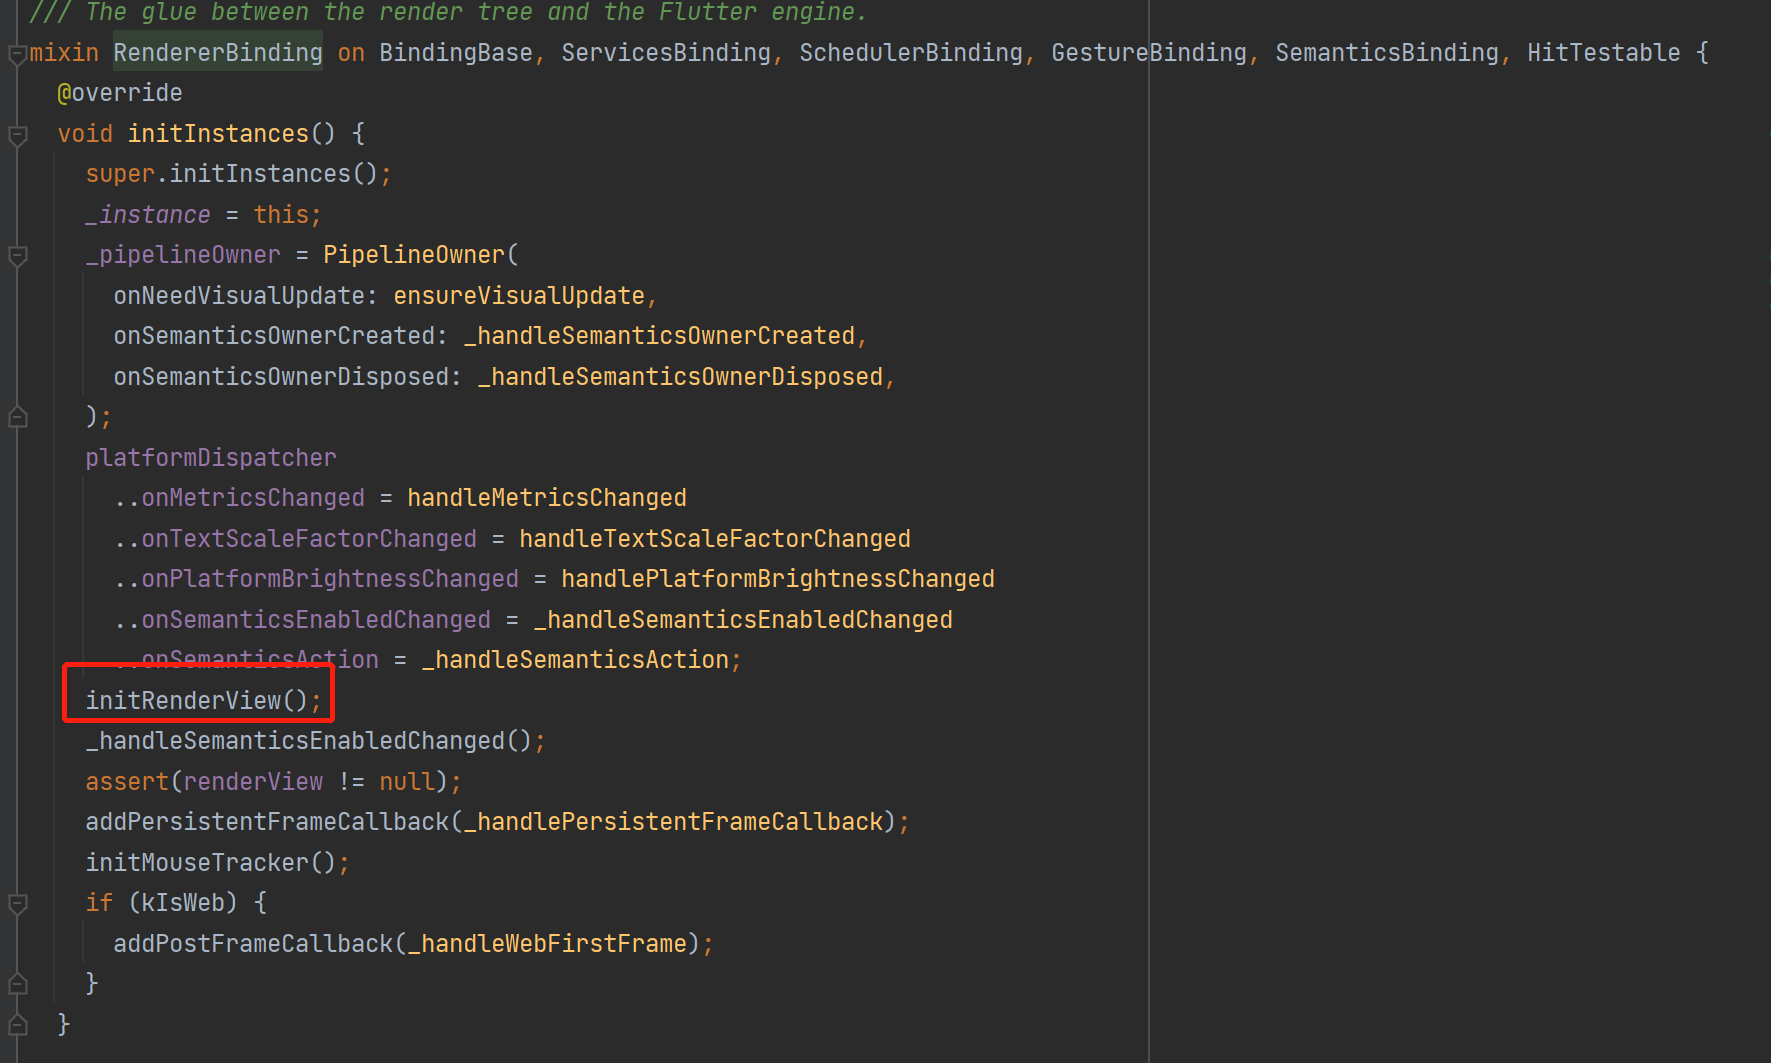 /// The glue between the render tree and the Flutter engine.
mixin RendererBinding on BindingBase, ServicesBinding, SchedulerBinding, GestureBinding, SemanticsBinding, HitTestable {
@override
void initInstances() {
super.initInstances();
_instance = this;
_pipelineOwner = PipelineOwner(
onNeedVisualUpdate: ensureVisualUpdate,
onSemanticsOwnerCreated: _handleSemanticsOwnerCreated,
onSemanticsOwnerDisposed: _handleSemanticsOwnerDisposed,
);
platformDispatcher
..onMetricsChanged = handleMetricsChanged
..onTextScaleFactorChanged = handleTextScaleFactorChanged
..onPlatformBrightnessChanged = handlePlatformBrightnessChanged
..onSemanticsEnabledChanged = _handleSemanticsEnabledChanged
..onSemanticsAction = _handleSemanticsAction;
initRenderView();
_handleSemanticsEnabledChanged();
assert(renderView != null);
addPersistentFrameCallback(_handlePersistentFrameCallback);
initMouseTracker();
if (kIsWeb) {
addPostFrameCallback(_handleWebFirstFrame);
}
}